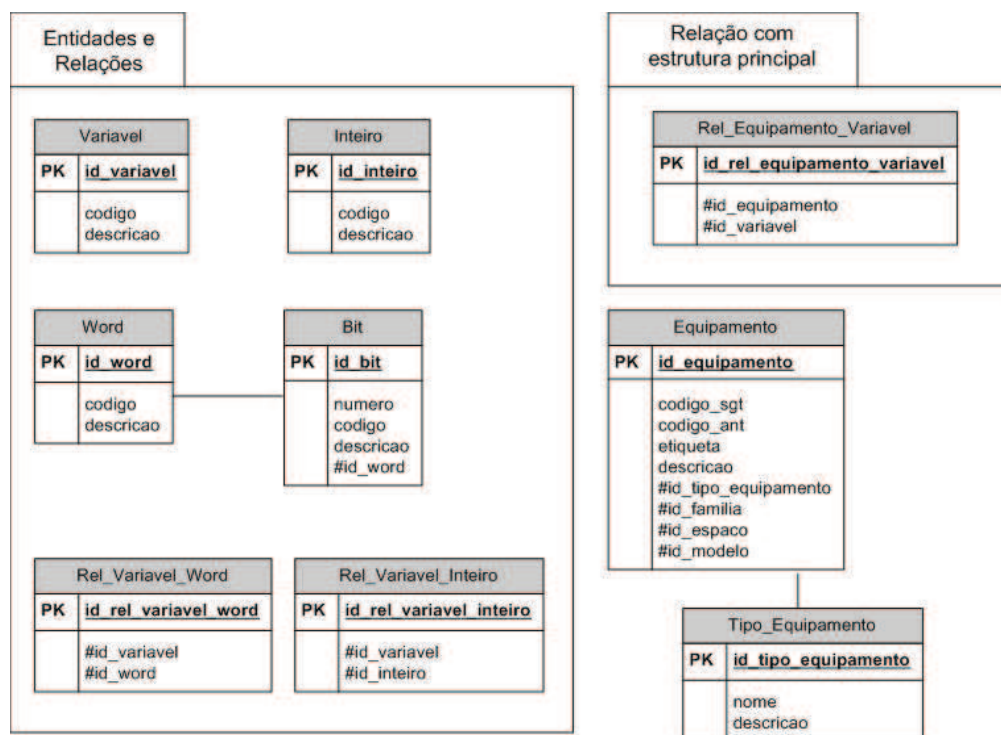 Entidades e
Relações
Variavel
PK id_variavel
codigo
descricao
Inteiro
PK id_inteiro
codigo
descricao
Word
PK id_word
codigo
descricao
Bit
PK id_bit
numero
codigo
descricao
#id_word
Rel_Variavel_Word
PK id_rel_variavel_word
#id_variavel
#id_word
Rel_Variavel_Inteiro
PK id_rel_variavel_inteiro
#id_variavel
#id_inteiro
Relação com
estrutura principal
Rel_Equipamento_Variavel
PK id_rel_equipamento_variavel
#id_equipamento
#id_variavel
Equipamento
PK id_equipamento
codigo_sgt
codigo_ant
etiqueta
descricao
#id_tipo_equipamento
#id_familia
#id_espaco
#id_modelo
Tipo_Equipamento
PK id_tipo_equipamento
nome
descricao